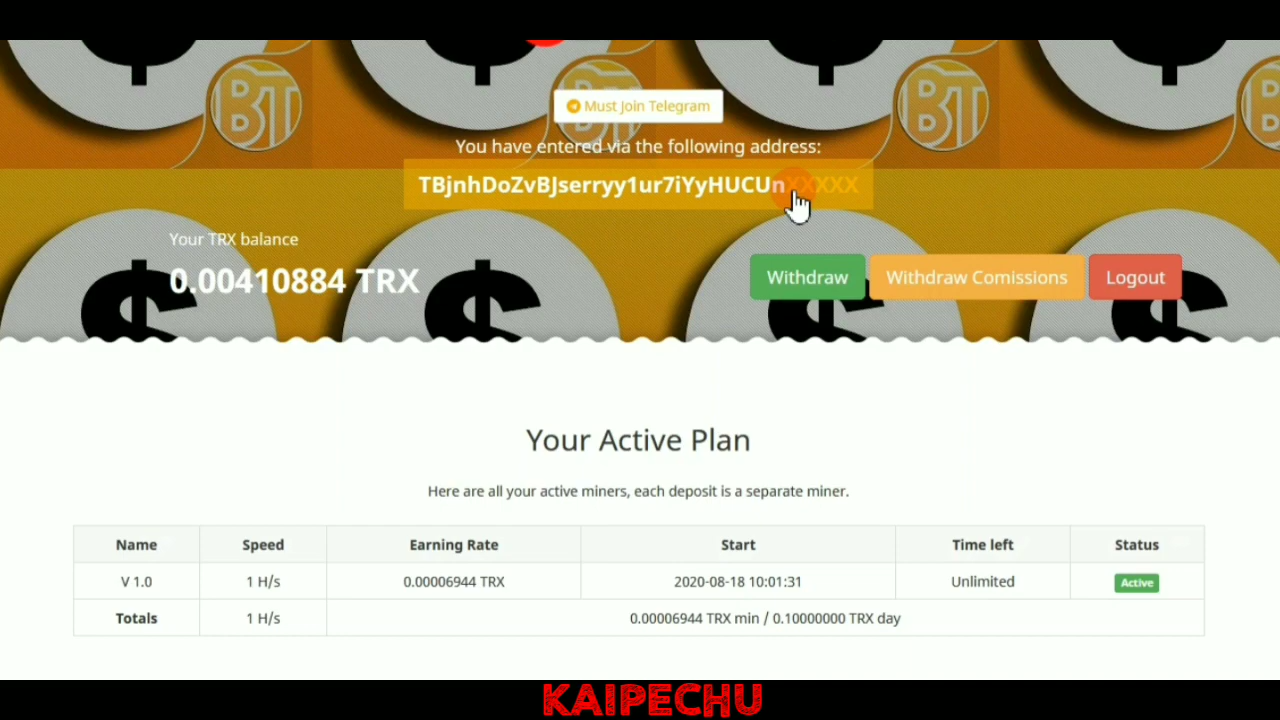 Must Join Telegram
You have entered via the following address:
TBjnhDoZvBJserryy1ur7iYyHUCUnXXXXX
Your TRX balance
0.00410884 TRX
Withdraw Withdraw Comissions Logout
Your Active Plan
Here are all your active miners, each deposit is a separate miner.
Name Speed Earning Rate Start Time left Status
V 1.0 1 H/s 0.00006944 TRX 2020-08-18 10:01:31 Unlimited Active
Totals 1 H/s 0.00006944 TRX min / 0.10000000 TRX day
KAIPECHU